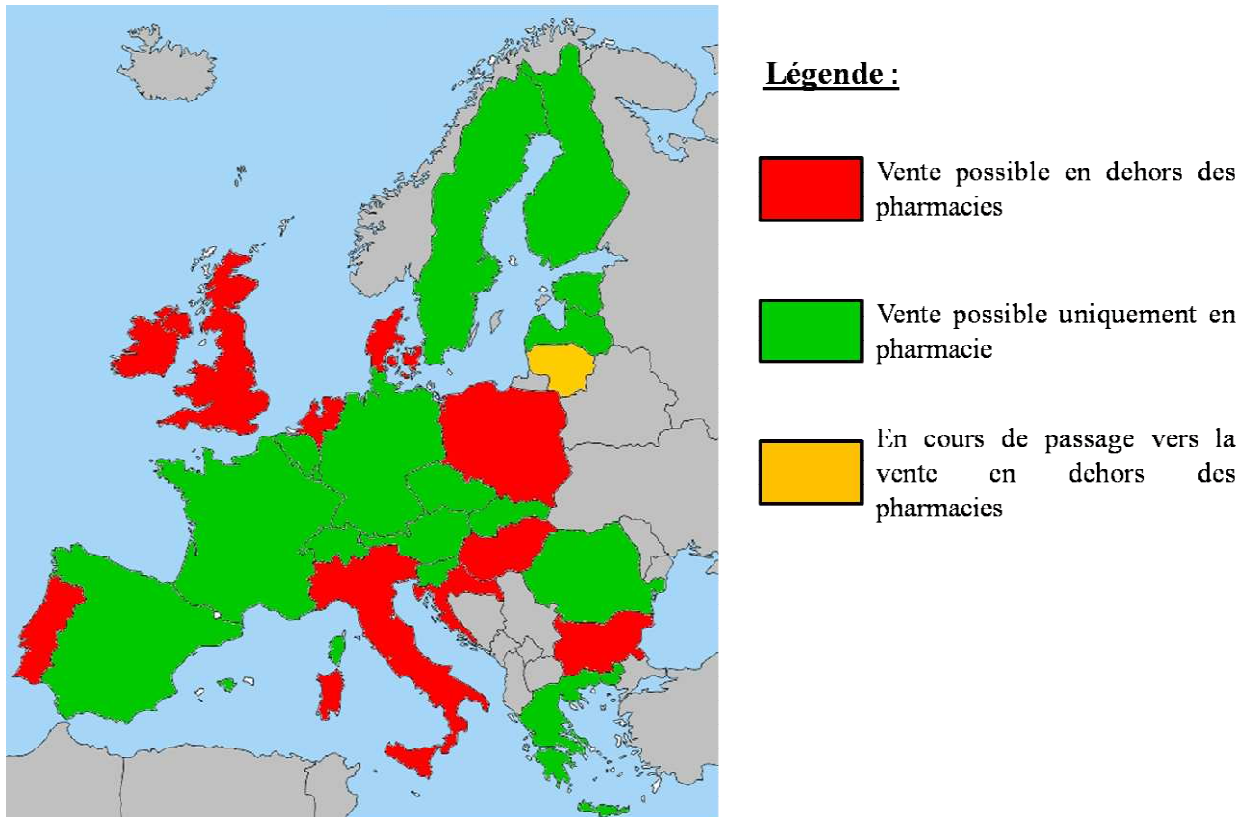 Légende :
Vente possible en dehors des
pharmacies
Vente possible uniquement en
pharmacie
En cours de passage vers la
vente en dehors des
pharmacies